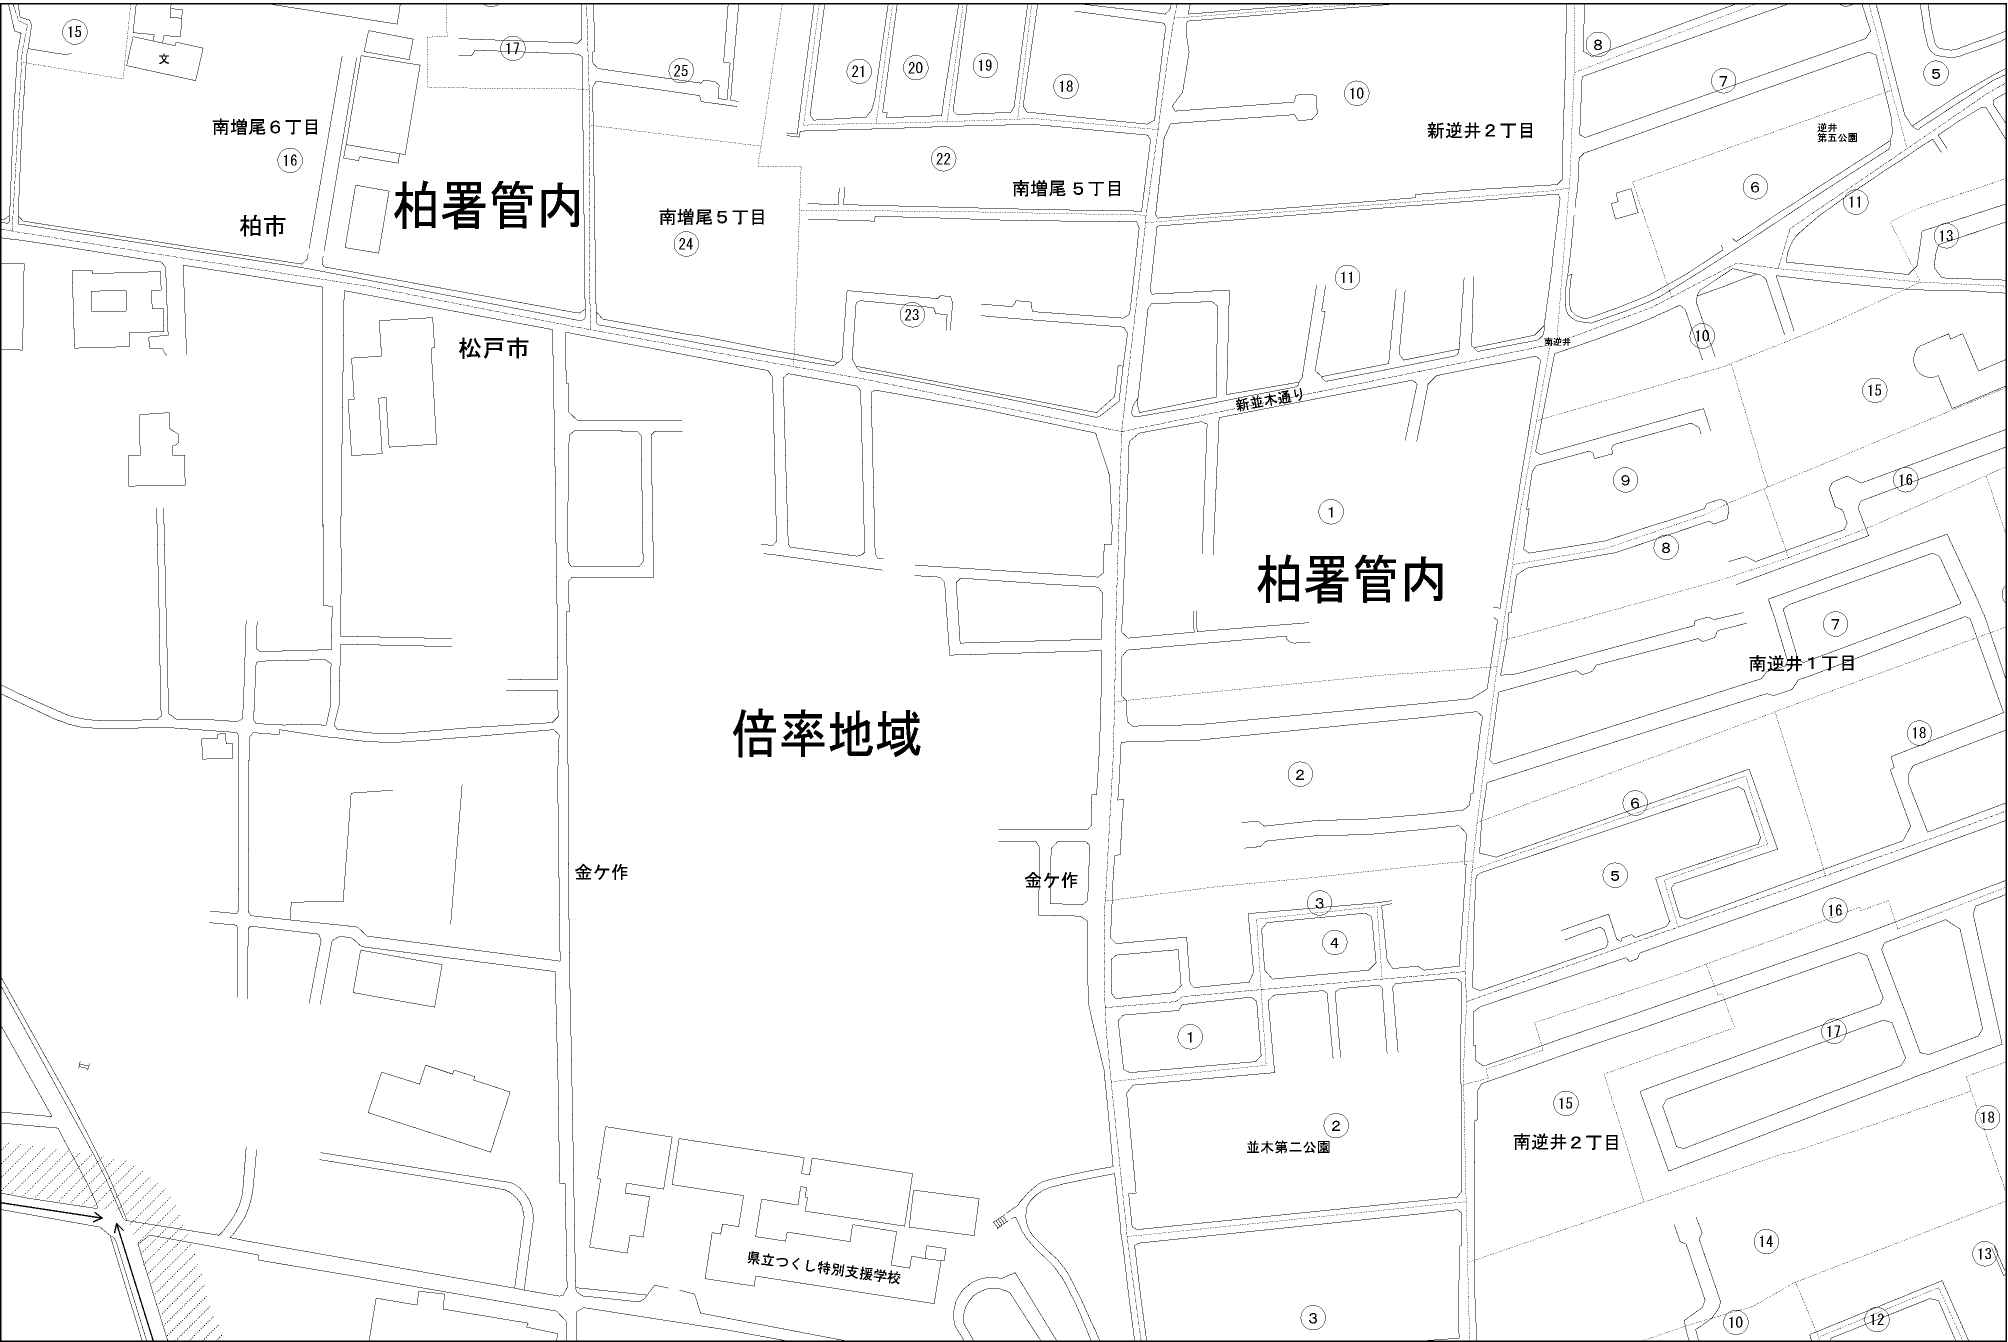 15
文
17
25
21
20
19
18
10
8
7
5
南増尾６丁目
16
22
新逆井２丁目
逆井
第五公園
柏署管内
南増尾５丁目
6
11
柏市
南増尾５丁目
24
13
11
23
松戸市
南逆井
10
新並木通り
15
9
16
1
8
柏署管内
7
南逆井１丁目
倍率地域
18
2
6
金ケ作
金ケ作
5
3
16
4
1
17
15
2
18
並木第二公園
南逆井２丁目
県立つくし特別支援学校
14
13
3
10
12